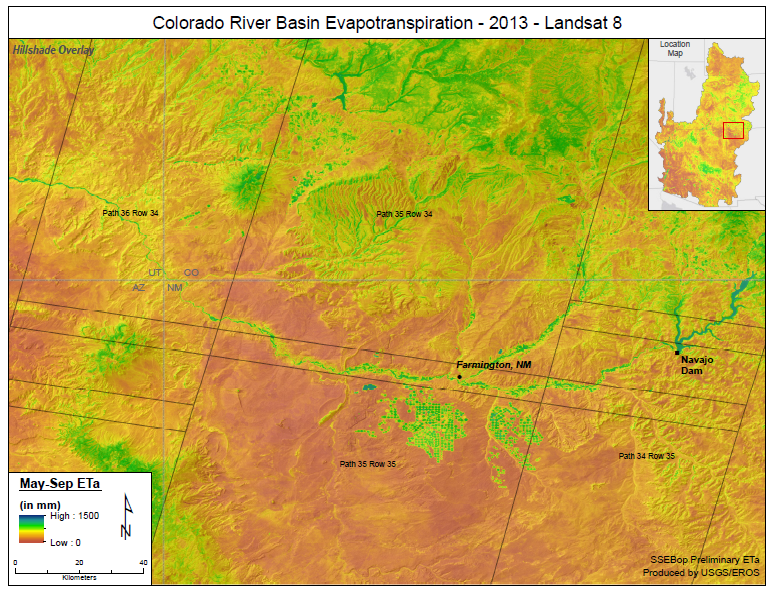 Colorado River Basin Evapotranspiration - 2013 - Landsat 8
Hillshade Overlay
Location
Map
Path 36 Row 34
Path 35 Row 34
UT CO
AZ NM
Farmington, NM
Navajo
Dam
Path 35 Row 35
Path 34 Row 35
May-Sep ETa
(in mm)
High : 1500
Low : 0
N
0 20 40
Kilometers
SSEBop Preliminary ETa
Produced by USGS/EROS